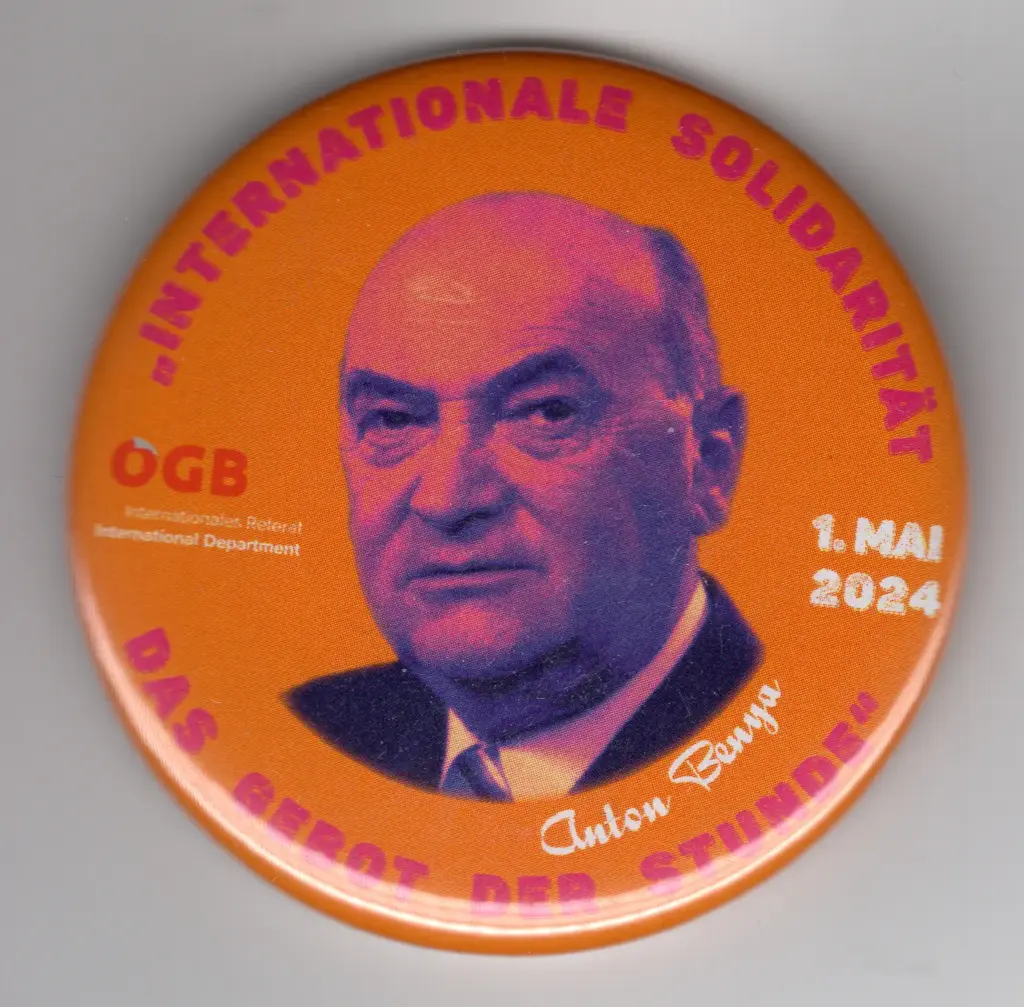 „INTERNATIONALE SOLIDARITÄT
ÖGB
Internationales Referat
International Department
1. MAI
2024
DAS GEBOT DER STUNDE“
Anton Benya